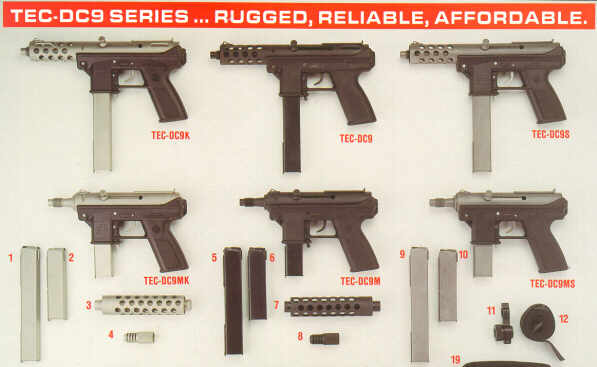 TEC-DC9 SERIES ... RUGGED, RELIABLE, AFFORDABLE.
TEC-DC9K
TEC-DC9
TEC-DC9S
TEC-DC9MK
TEC-DC9M
TEC-DC9MS
1
2
5
6
9
10
3
7
11
12
4
8
19